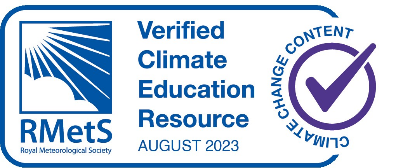 RMetS
Royal Meteorological Society
Verified
Climate
Education
Resource
AUGUST 2023
CLIMATE CHANGE CONTENT